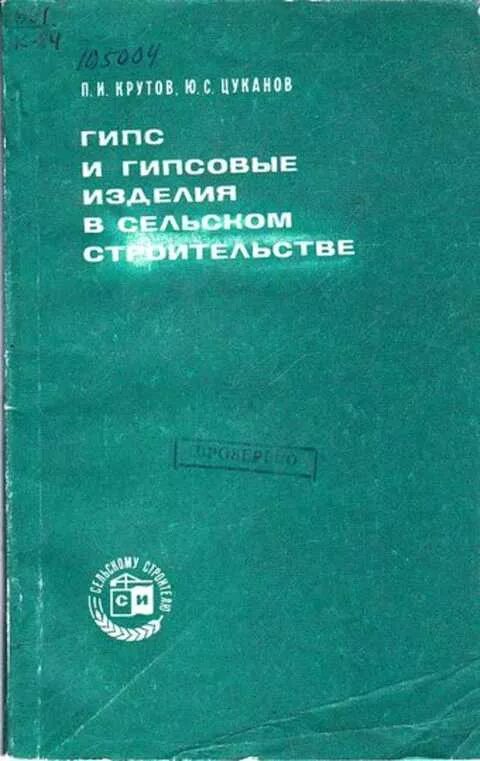 105004
П.И. КРУТОВ, Ю.С. ЦУКАНОВ
ГИПС
И ГИПСОВЫЕ
ИЗДЕЛИЯ
В СЕЛЬСКОМ
СТРОИТЕЛЬСТВЕ
ПРОВЕРЕНО
СЕЛЬСКОМУ СТРОИТЕЛЮ
СИ